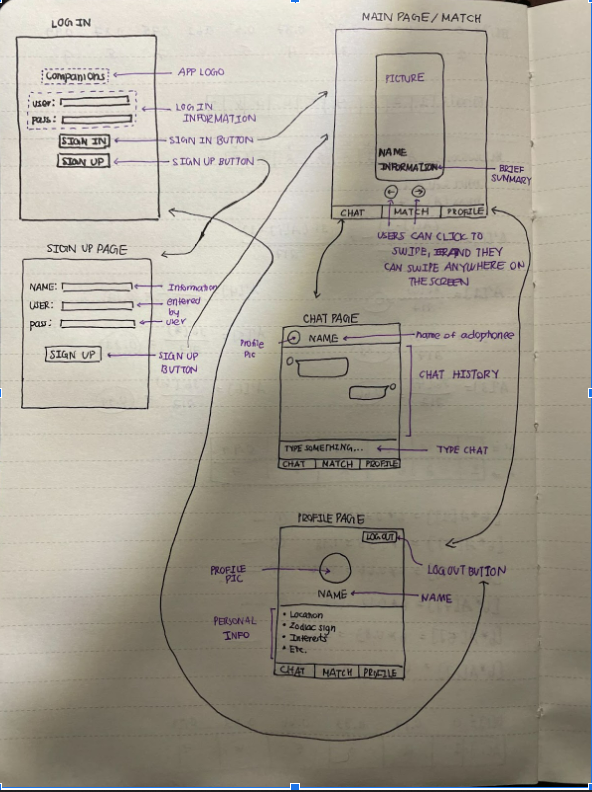 LOG IN
Companions
APP LOGO
user:
pass:
LOG IN
INFORMATION
SIGN IN
SIGN IN BUTTON
SIGN UP
SIGN UP BUTTON
MAIN PAGE/MATCH
PICTURE
NAME
INFORMATION
BRIEF
SUMMARY
CHAT
MATCH
PROFILE
USERS CAN CLICK TO
SWIPE, AND THEY
CAN SWIPE ANYWHERE ON
THE SCREEN
SIGN UP PAGE
NAME:
USER:
pass:
Information
entered
by
user
SIGN UP
SIGN UP
BUTTON
CHAT PAGE
Profile
Pic
NAME
name of adoptee
CHAT HISTORY
TYPE SOMETHING...
TYPE CHAT
CHAT
MATCH
PROFILE
PROFILE PAGE
LOG OUT
LOGOUT BUTTON
PROFILE
PIC
NAME
NAME
PERSONAL
INFO
• Location
• Zodiac sign
• Interests
• Etc.
CHAT
MATCH
PROFILE